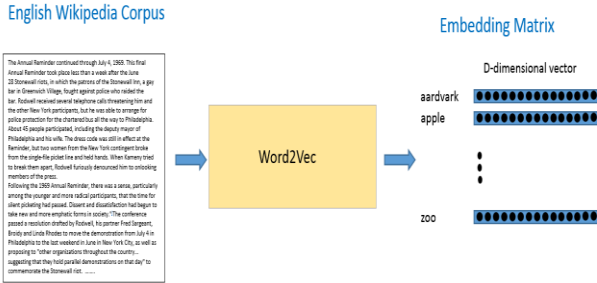 English Wikipedia Corpus
The Annual Reminder continued through July 4, 1969. This final
Annual Reminder took place less than a week after the June
28 Stonewall riots, in which the patrons of the Stonewall Inn, a gay
bar in Greenwich Village, fought against police who raided the
bar. Rodwell received several telephone calls threatening him and
the other New York participants, but he was able to arrange for
police protection for the chartered bus all the way to Philadelphia.
About 45 people participated, including the deputy mayor of
Philadelphia and his wife. The dress code was still in effect at the
Reminder, but two women from the New York contingent broke
from the single-file picket line and held hands. When Kameny tried
to break them apart, Rodwell furiously denounced him to onlooking
members of the press.
Following the 1969 Annual Reminder, there was a sense, particularly
among the younger and more radical participants, that the time for
silent picketing had passed. Dissent and dissatisfaction had begun to
take new and more emphatic forms in society."The conference
passed a resolution drafted by Rodwell, his partner Fred Sargeant,
Broidy and Linda Rhodes to move the demonstration from July 4 in
Philadelphia to the last weekend in June in New York City, as well as
proposing to "other organizations throughout the country...
suggesting that they hold parallel demonstrations on that day" to
commemorate the Stonewall riot. .......
Word2Vec
Embedding Matrix
D-dimensional vector
aardvark
apple
zoo